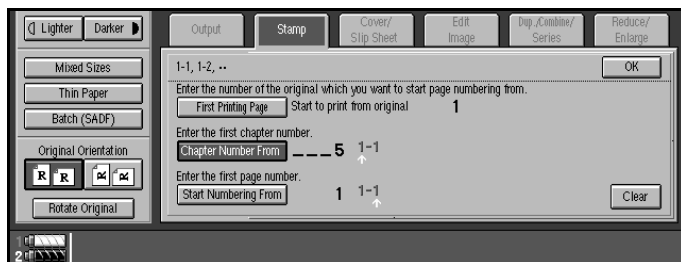 Lighter Darker
Output
Stamp
Cover/
Slip Sheet
Edit
Image
Dup./Combine/
Series
Reduce/
Enlarge
Mixed Sizes
Thin Paper
Batch (SADF)
Original Orientation
R R R R
Rotate Original
1-1, 1-2, ··
OK
Enter the number of the original which you want to start page numbering from.
First Printing Page Start to print from original 1
Enter the first chapter number.
Chapter Number From _ _ _ 5 1-1
Enter the first page number.
Start Numbering From 1 1-1
Clear
1
2